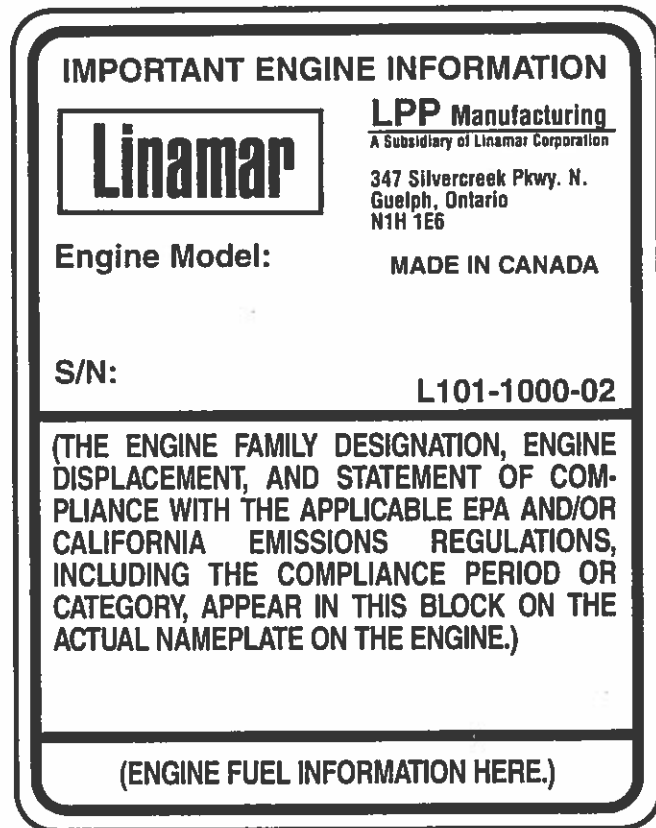 IMPORTANT ENGINE INFORMATION
Linamar
LPP Manufacturing
A Subsidiary of Linamar Corporation
347 Silvercreek Pkwy. N.
Guelph, Ontario
N1H 1E6
Engine Model:
MADE IN CANADA
S/N:
L101-1000-02
(THE ENGINE FAMILY DESIGNATION, ENGINE
DISPLACEMENT, AND STATEMENT OF COM-
PLIANCE WITH THE APPLICABLE EPA AND/OR
CALIFORNIA EMISSIONS REGULATIONS,
INCLUDING THE COMPLIANCE PERIOD OR
CATEGORY, APPEAR IN THIS BLOCK ON THE
ACTUAL NAMEPLATE ON THE ENGINE.)
(ENGINE FUEL INFORMATION HERE.)